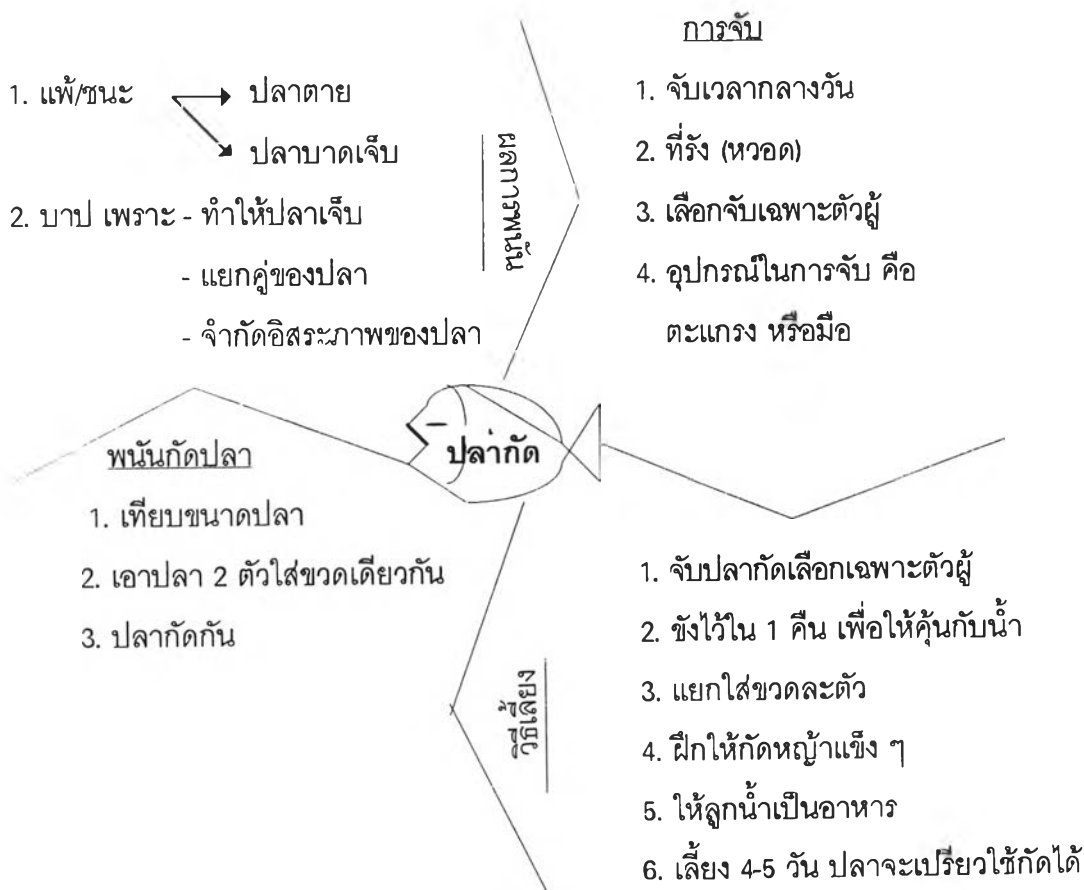 การจับ
1. จับเวลากลางวัน
2. ที่รัง (หวอด)
3. เลือกจับเฉพาะตัวผู้
4. อุปกรณ์ในการจับ คือ
ตะแกรง หรือมือ
1. แพ้/ชนะ
ปลาตาย
ปลาบาดเจ็บ
2. บาป เพราะ - ทำให้ปลาเจ็บ
- แยกคู่ของปลา
- จำกัดอิสระภาพของปลา
ผลการพนัน
ปลากัด
พนันกัดปลา
1. เทียบขนาดปลา
2. เอาปลา 2 ตัวใส่ขวดเดียวกัน
3. ปลากัดกัน
วิธีเลี้ยง
1. จับปลากัดเลือกเฉพาะตัวผู้
2. ขังไว้ใน 1 คืน เพื่อให้คุ้นกับน้ำ
3. แยกใส่ขวดละตัว
4. ฝึกให้กัดหญ้าแข็ง ๆ
5. ให้ลูกน้ำเป็นอาหาร
6. เลี้ยง 4-5 วัน ปลาจะเปรียวใช้กัดได้